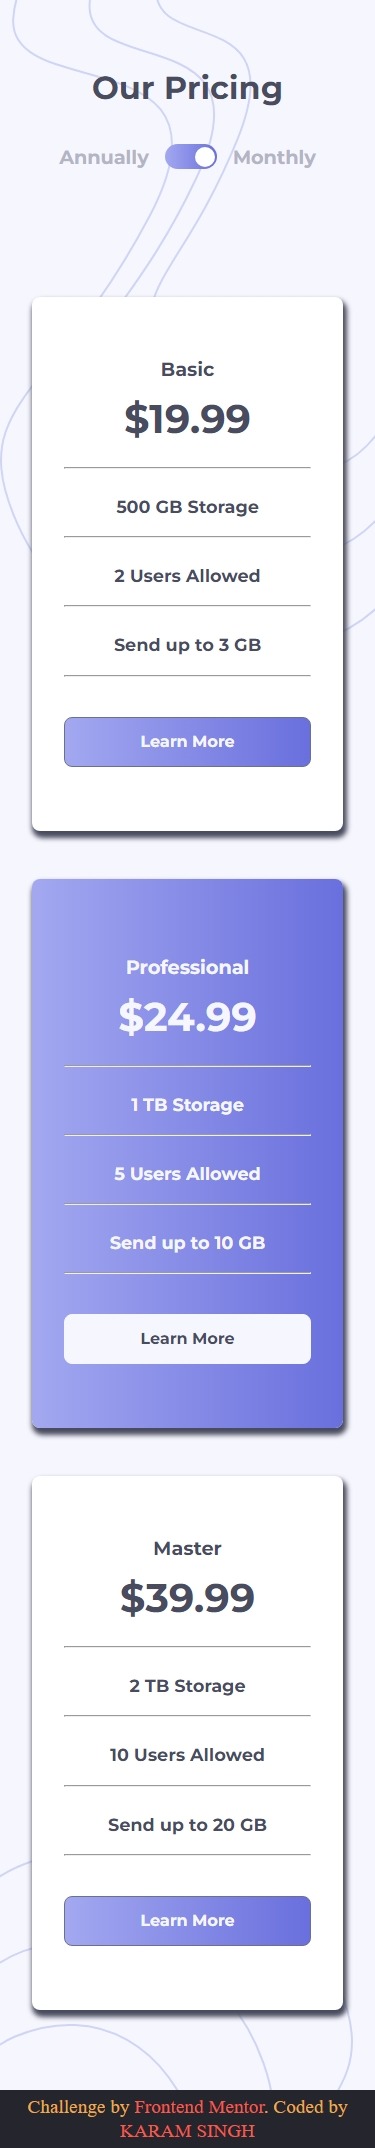 Our Pricing
Annually Monthly
Basic
$19.99
500 GB Storage
2 Users Allowed
Send up to 3 GB
Learn More
Professional
$24.99
1 TB Storage
5 Users Allowed
Send up to 10 GB
Learn More
Master
$39.99
2 TB Storage
10 Users Allowed
Send up to 20 GB
Learn More
Challenge by Frontend Mentor. Coded by
KARAM SINGH